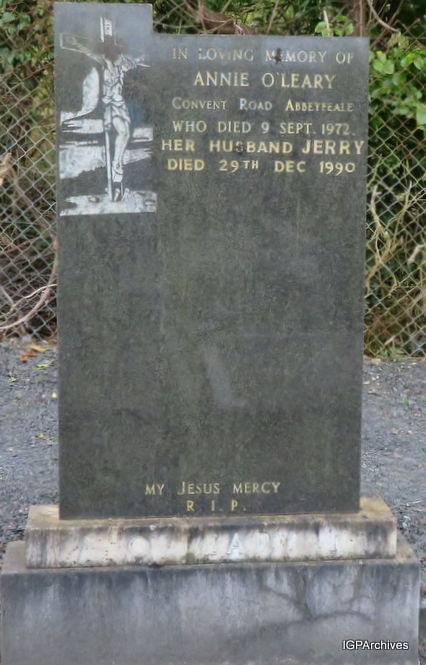 IN LOVING MEMORY OF
ANNIE O'LEARY
CONVENT ROAD ABBEYFEALE
WHO DIED 9 SEPT. 1972.
HER HUSBAND JERRY
DIED 29TH DEC 1990
MY JESUS MERCY
R.I.P.
IGPArchives